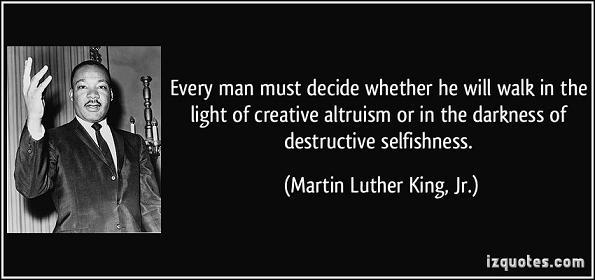 Every man must decide whether he will walk in the
light of creative altruism or in the darkness of
destructive selfishness.
(Martin Luther King, Jr.)
izquotes.com